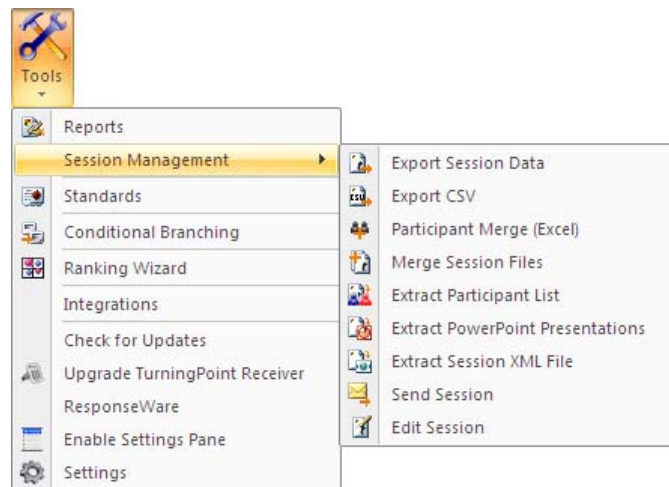 Tools
Reports
Session Management
Standards
Conditional Branching
Ranking Wizard
Integrations
Check for Updates
Upgrade TurningPoint Receiver
ResponseWare
Enable Settings Pane
Settings
Export Session Data
CSV
Export CSV
Participant Merge (Excel)
Merge Session Files
Extract Participant List
Extract PowerPoint Presentations
Extract Session XML File
Send Session
Edit Session